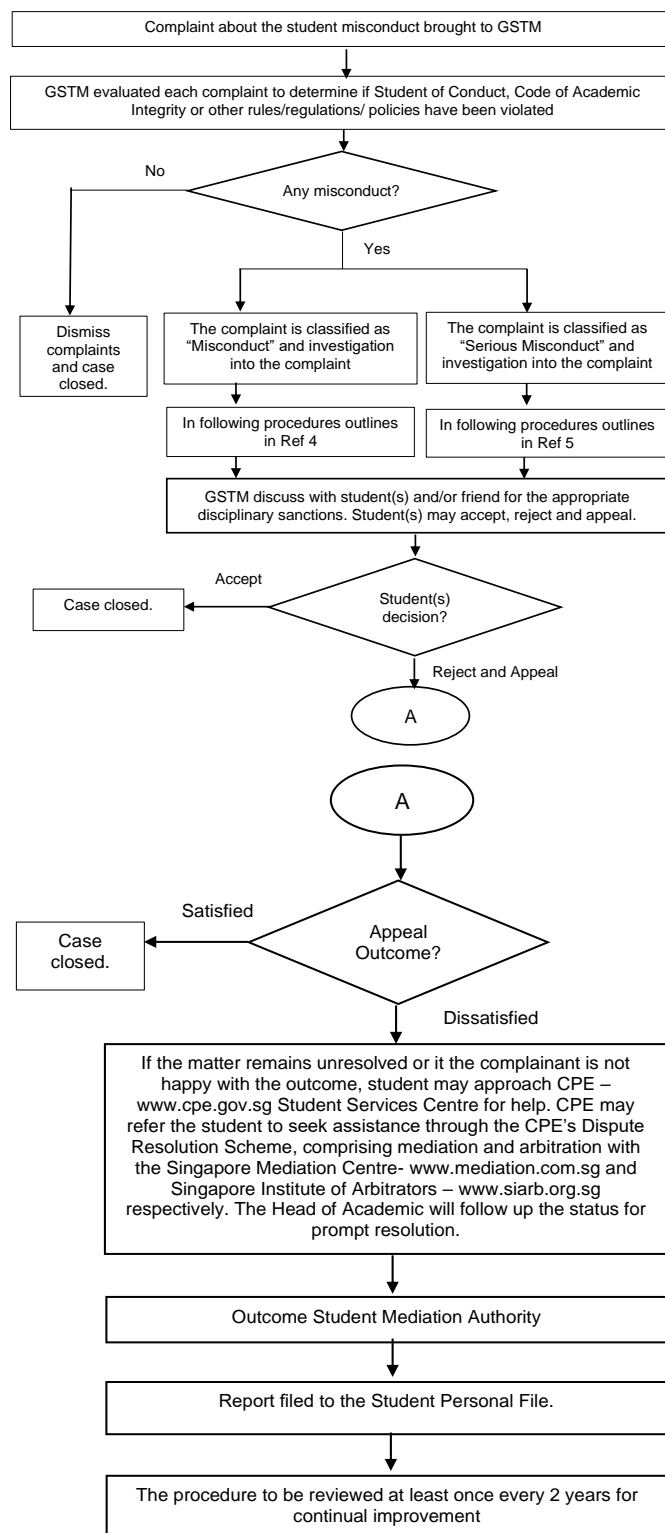 Complaint about the student misconduct brought to GSTM
GSTM evaluated each complaint to determine if Student of Conduct, Code of Academic
Integrity or other rules/regulations/ policies have been violated
No
Any misconduct?
Yes
Dismiss
complaints
and case
closed.
The complaint is classified as
“Misconduct” and investigation
into the complaint
The complaint is classified as
“Serious Misconduct” and
investigation into the complaint
In following procedures outlines
in Ref 4
In following procedures outlines
in Ref 5
GSTM discuss with student(s) and/or friend for the appropriate
disciplinary sanctions. Student(s) may accept, reject and appeal.
Accept
Case closed.
Student(s)
decision?
Reject and Appeal
A
A
Satisfied
Case
closed.
Appeal
Outcome?
Dissatisfied
If the matter remains unresolved or it the complainant is not
happy with the outcome, student may approach CPE –
www.cpe.gov.sg Student Services Centre for help. CPE may
refer the student to seek assistance through the CPE’s Dispute
Resolution Scheme, comprising mediation and arbitration with
the Singapore Mediation Centre- www.mediation.com.sg and
Singapore Institute of Arbitrators – www.siarb.org.sg
respectively. The Head of Academic will follow up the status for
prompt resolution.
Outcome Student Mediation Authority
Report filed to the Student Personal File.
The procedure to be reviewed at least once every 2 years for
continual improvement